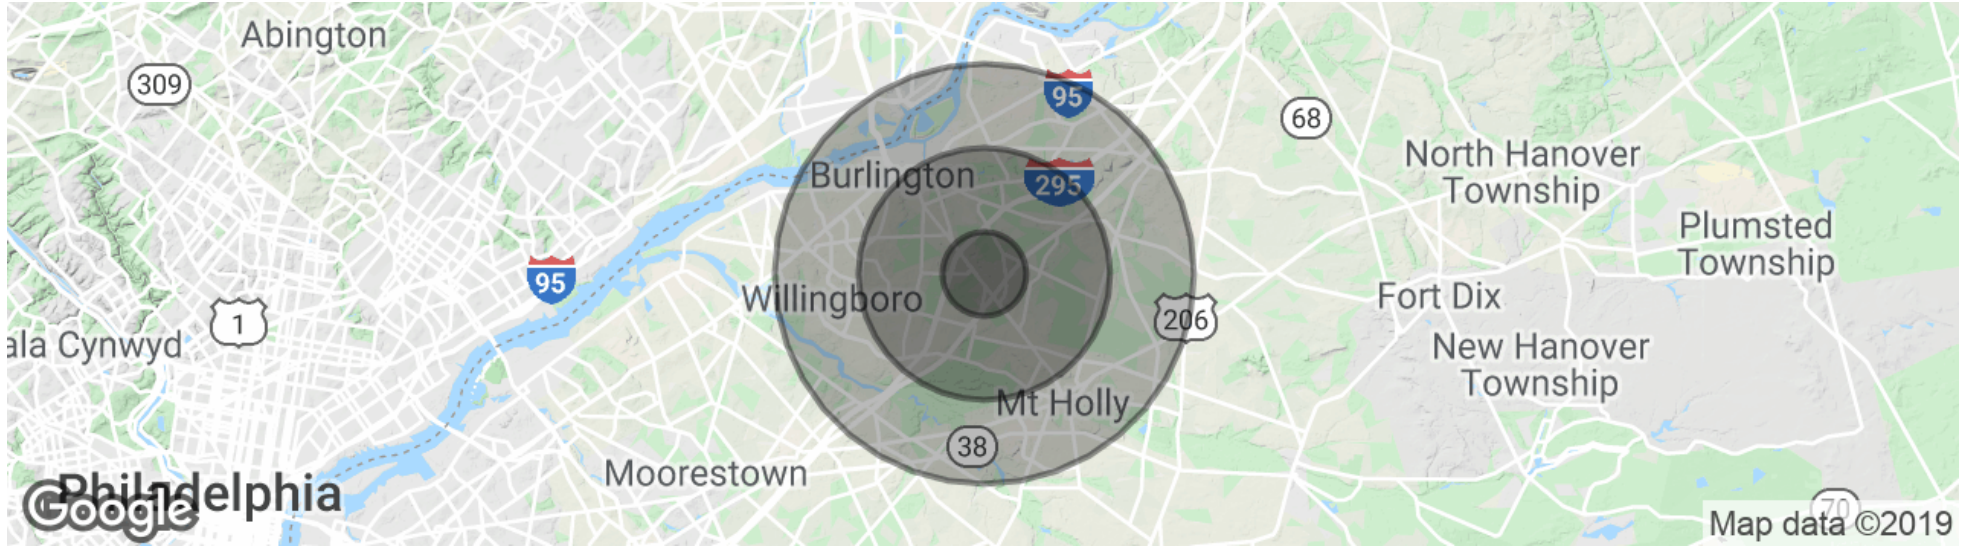 Abington
309
95
68
North Hanover
Township
Burlington
295
Plumsted
Township
95
Willingboro
Fort Dix
1
206
ala Cynwyd
New Hanover
Township
Mt Holly
38
Moorestown
Philadelphia
Google
70
Map data ©2019